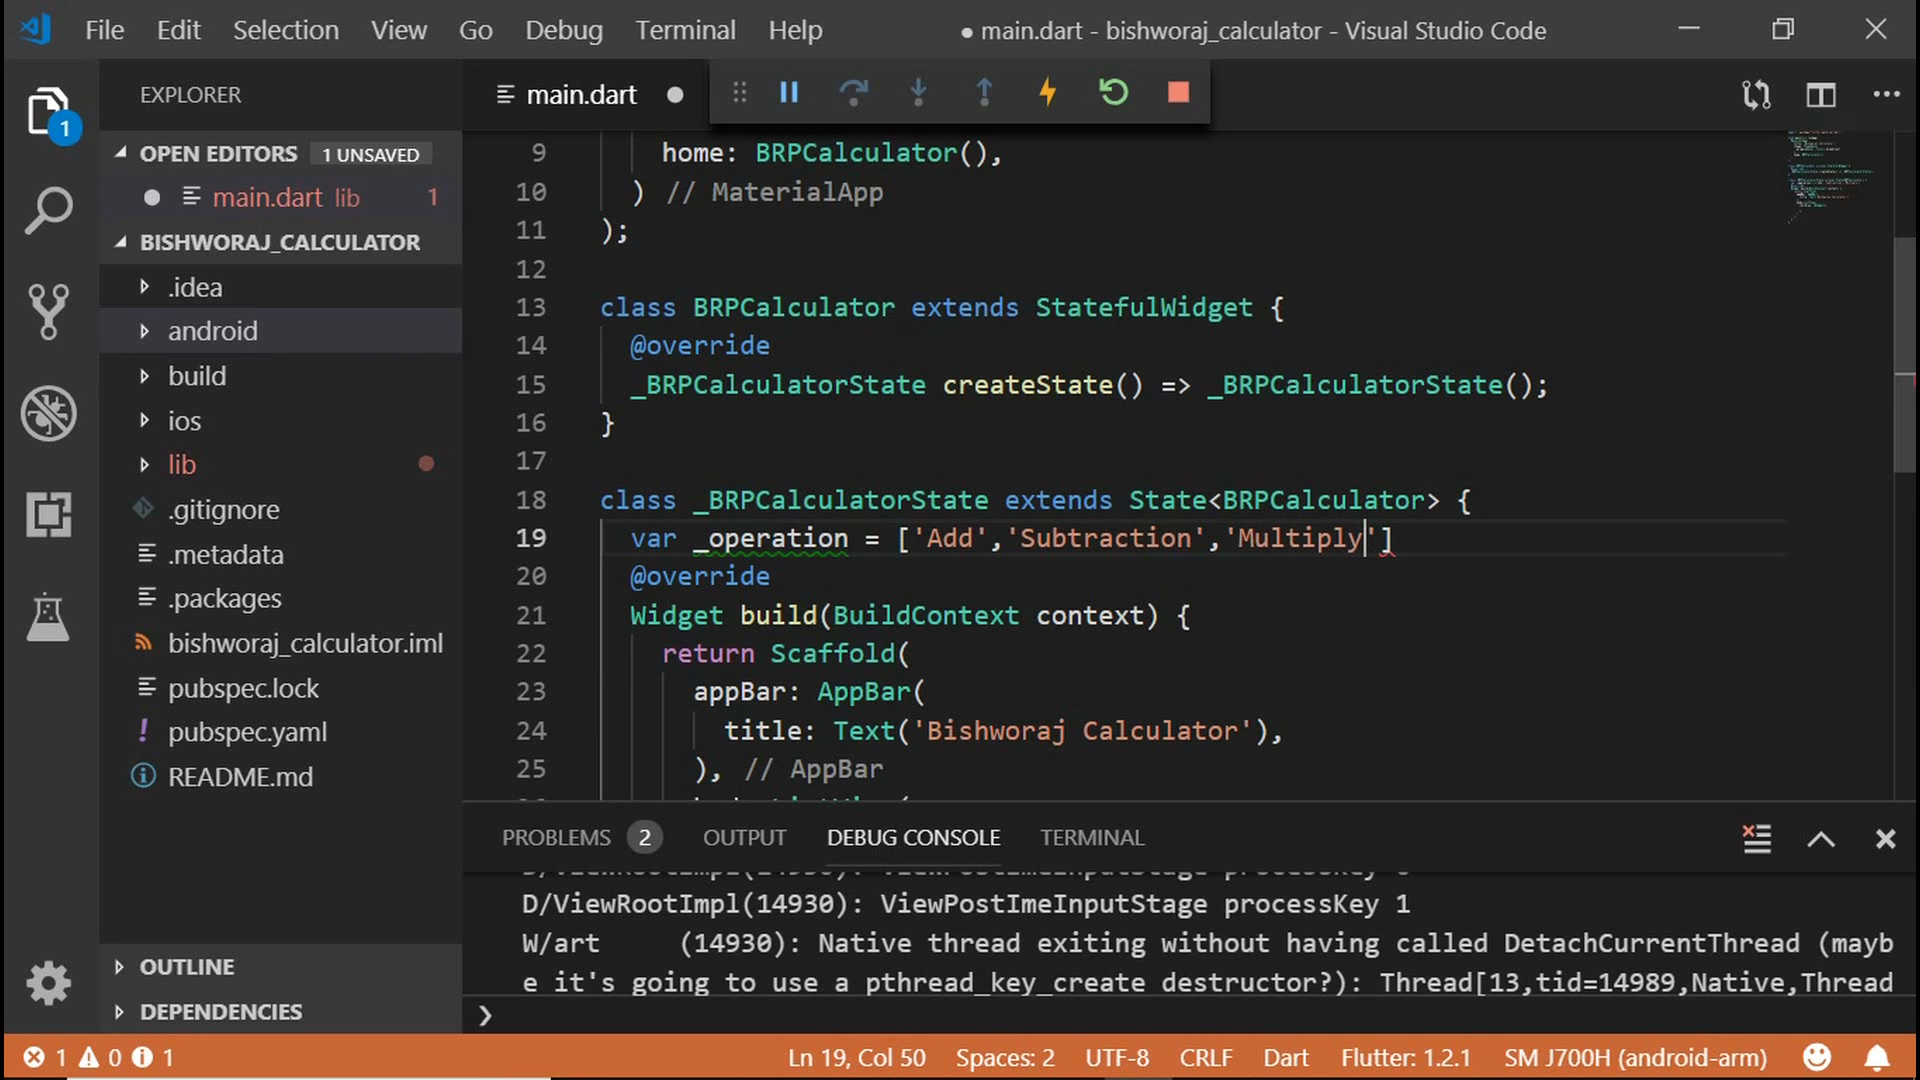 File Edit Selection View Go Debug Terminal Help
● main.dart - bishworaj_calculator - Visual Studio Code
EXPLORER
1
OPEN EDITORS 1 UNSAVED
main.dart lib 1
BISHWORAJ_CALCULATOR
.idea
android
build
ios
lib
.gitignore
.metadata
.packages
bishworaj_calculator.iml
pubspec.lock
pubspec.yaml
README.md
OUTLINE
DEPENDENCIES
main.dart
9 home: BRPCalculator(),
10 ) // MaterialApp
11 );
12
13 class BRPCalculator extends StatefulWidget {
14 @override
15 _BRPCalculatorState createState() => _BRPCalculatorState();
16 }
17
18 class _BRPCalculatorState extends State<BRPCalculator> {
19 var _operation = ['Add','Subtraction','Multiply']
20 @override
21 Widget build(BuildContext context) {
22 return Scaffold(
23 appBar: AppBar(
24 title: Text('Bishworaj Calculator'),
25 ), // AppBar
PROBLEMS 2 OUTPUT DEBUG CONSOLE TERMINAL
D/ViewRootImpl(14930): ViewPostImeInputStage processKey 1
W/art (14930): Native thread exiting without having called DetachCurrentThread (mayb
e it's going to use a pthread_key_create destructor?): Thread[13,tid=14989,Native,Thread
❯
1 0 1 Ln 19, Col 50 Spaces: 2 UTF-8 CRLF Dart Flutter: 1.2.1 SM J700H (android-arm)